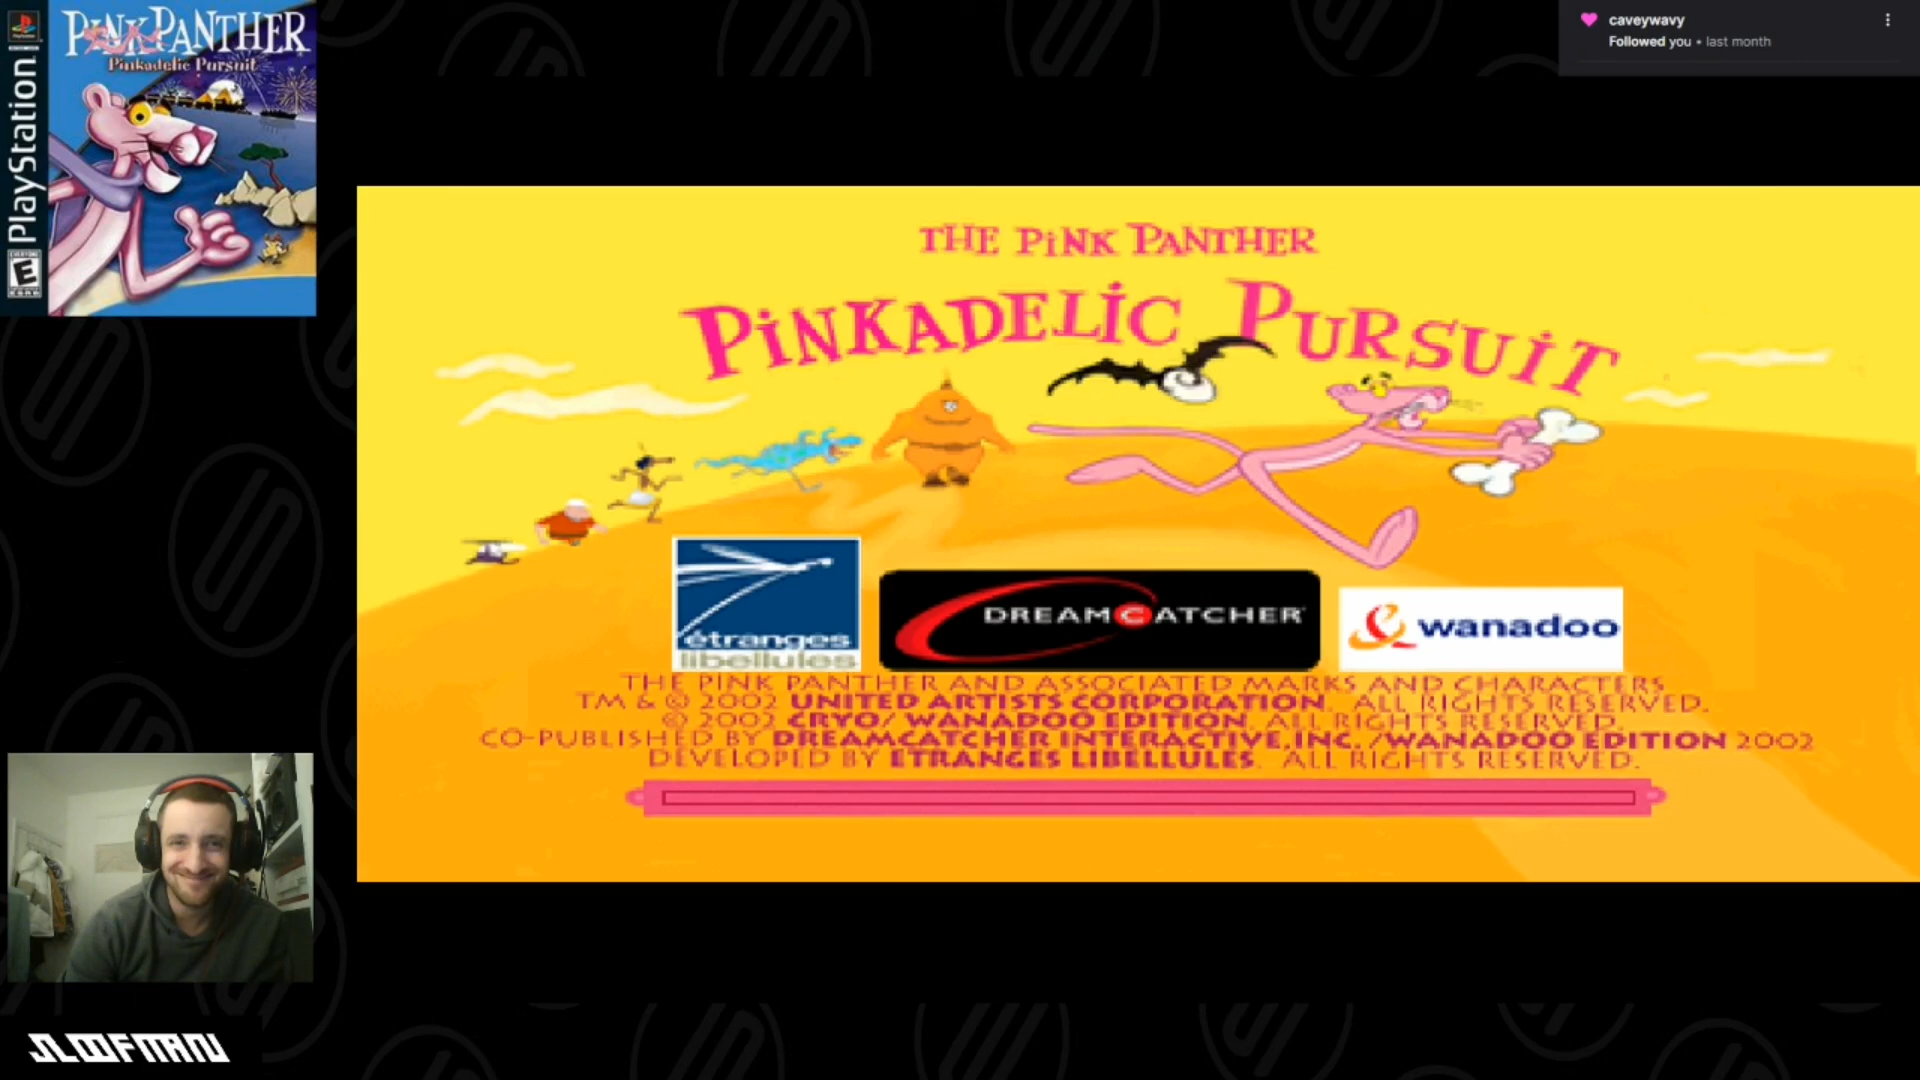 PINK PANTHER
Pinkadelic Pursuit
PlayStation
E
caveywavy
Followed you • last month
THE PiNK PANTHER
PiNKADELiC PURSUiT
étranges
libellules
DREAMCATCHER
wanadoo
THE PINK PANTHER AND ASSOCIATED MARKS AND CHARACTERS
TM & © 2002 UNITED ARTISTS CORPORATION. ALL RIGHTS RESERVED.
© 2002 CRYO/ WANADOO EDITION. ALL RIGHTS RESERVED.
CO-PUBLISHED BY DREAMCATCHER INTERACTIVE,INC. /WANADOO EDITION 2002
DEVELOPED BY ETRANGES LIBELLULES. ALL RIGHTS RESERVED.
SLOOFMAN